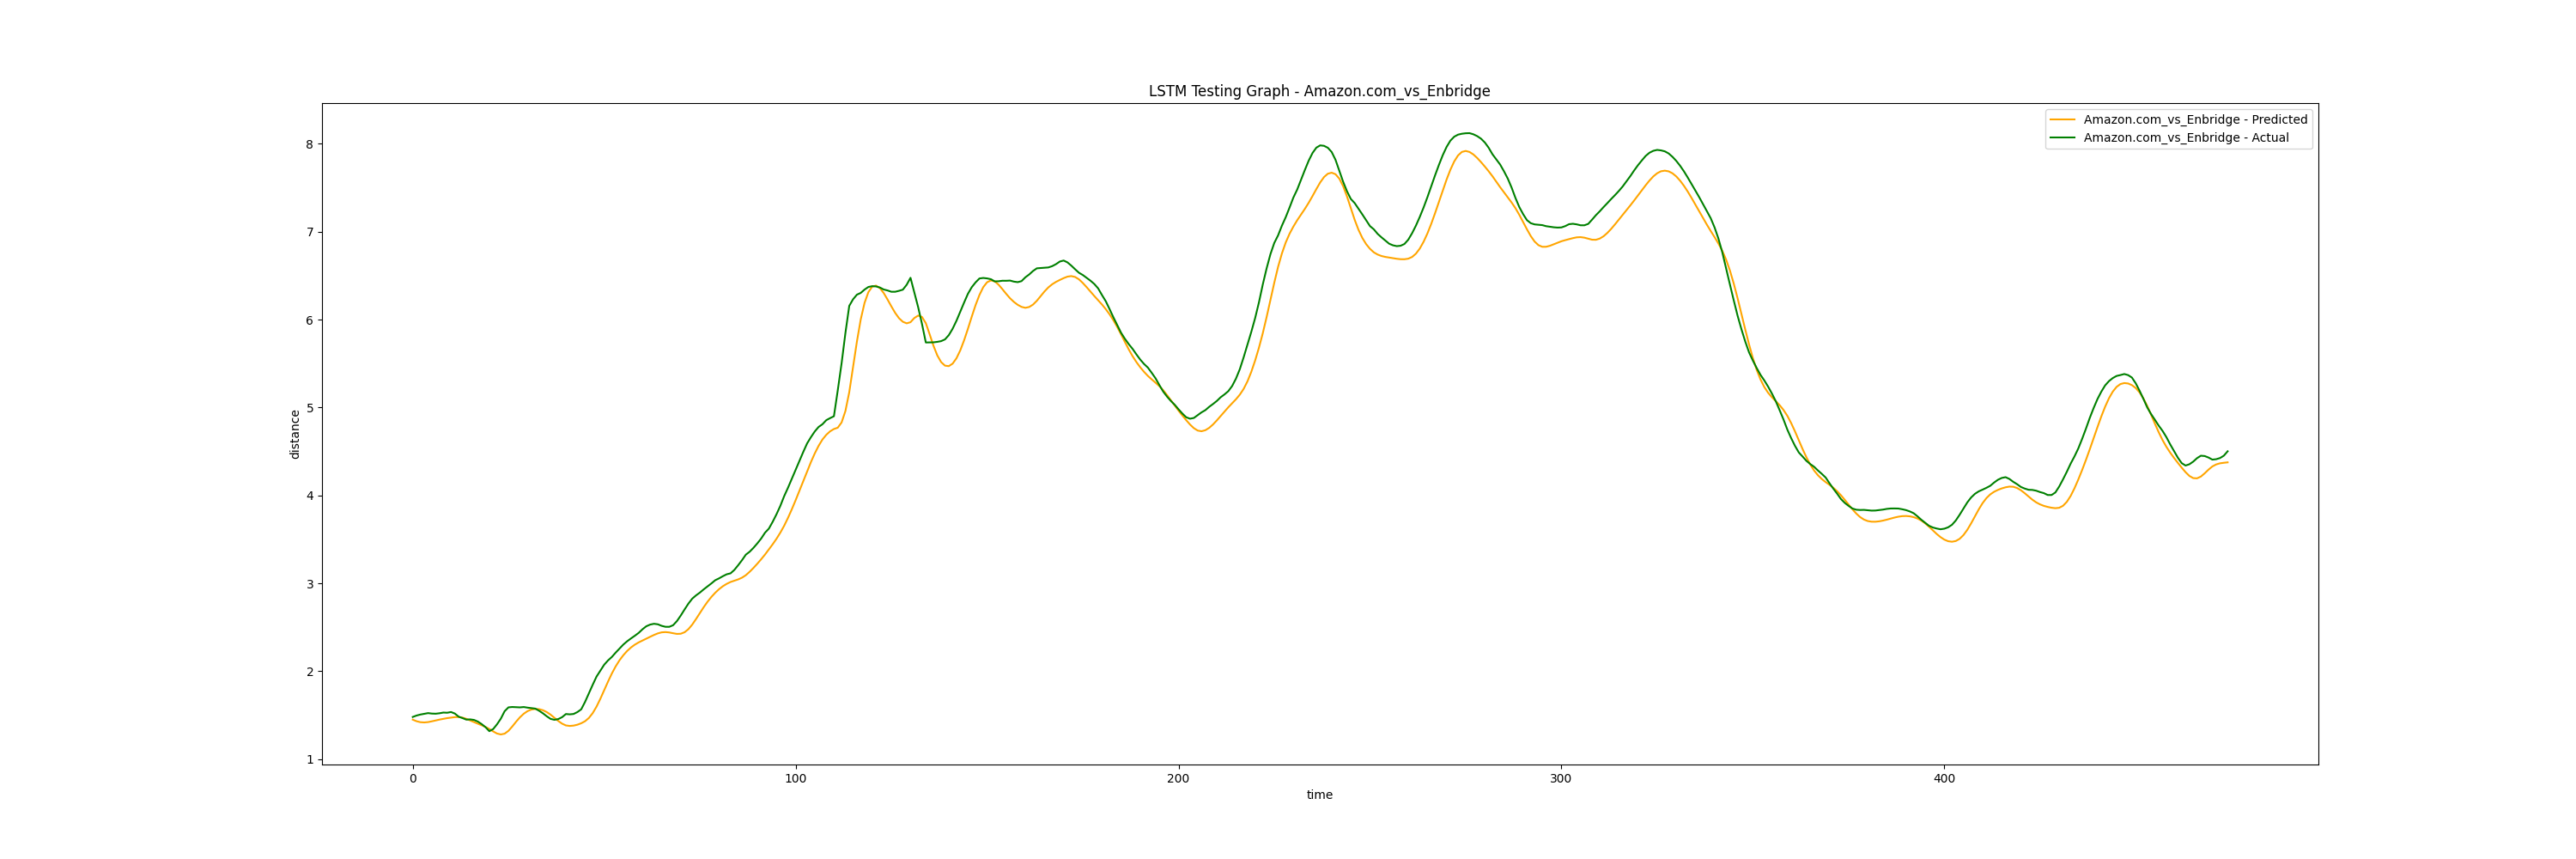 LSTM Testing Graph - Amazon.com_vs_Enbridge
Amazon.com_vs_Enbridge - Predicted
Amazon.com_vs_Enbridge - Actual
8
7
6
5
4
3
2
1
distance
0 100 200 300 400
time